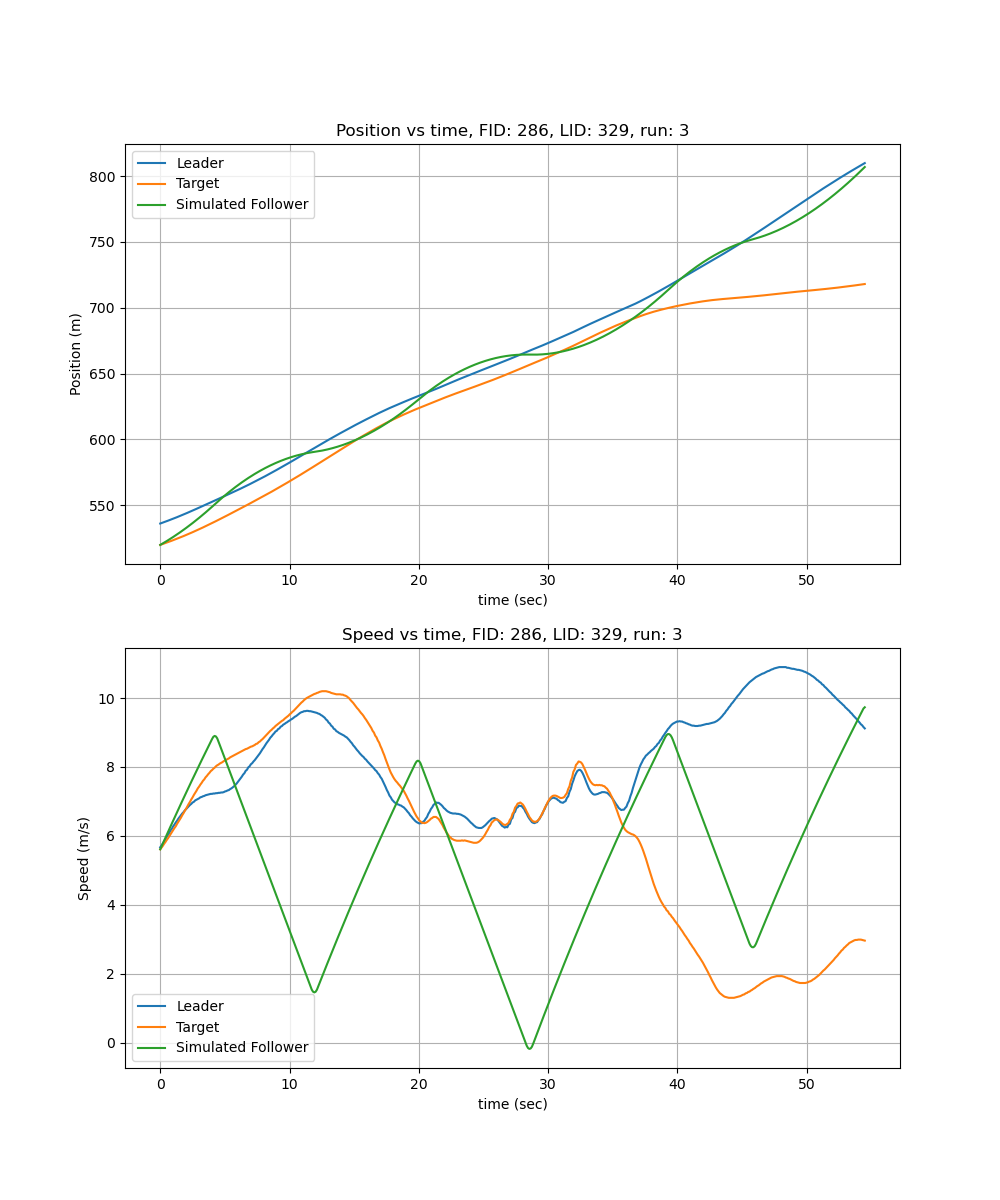 Position vs time, FID: 286, LID: 329, run: 3
Leader
Target
Simulated Follower
Position (m)
800
750
700
650
600
550
0 10 20 30 40 50
time (sec)
Speed vs time, FID: 286, LID: 329, run: 3
Speed (m/s)
10
8
6
4
2
0
Leader
Target
Simulated Follower
0 10 20 30 40 50
time (sec)